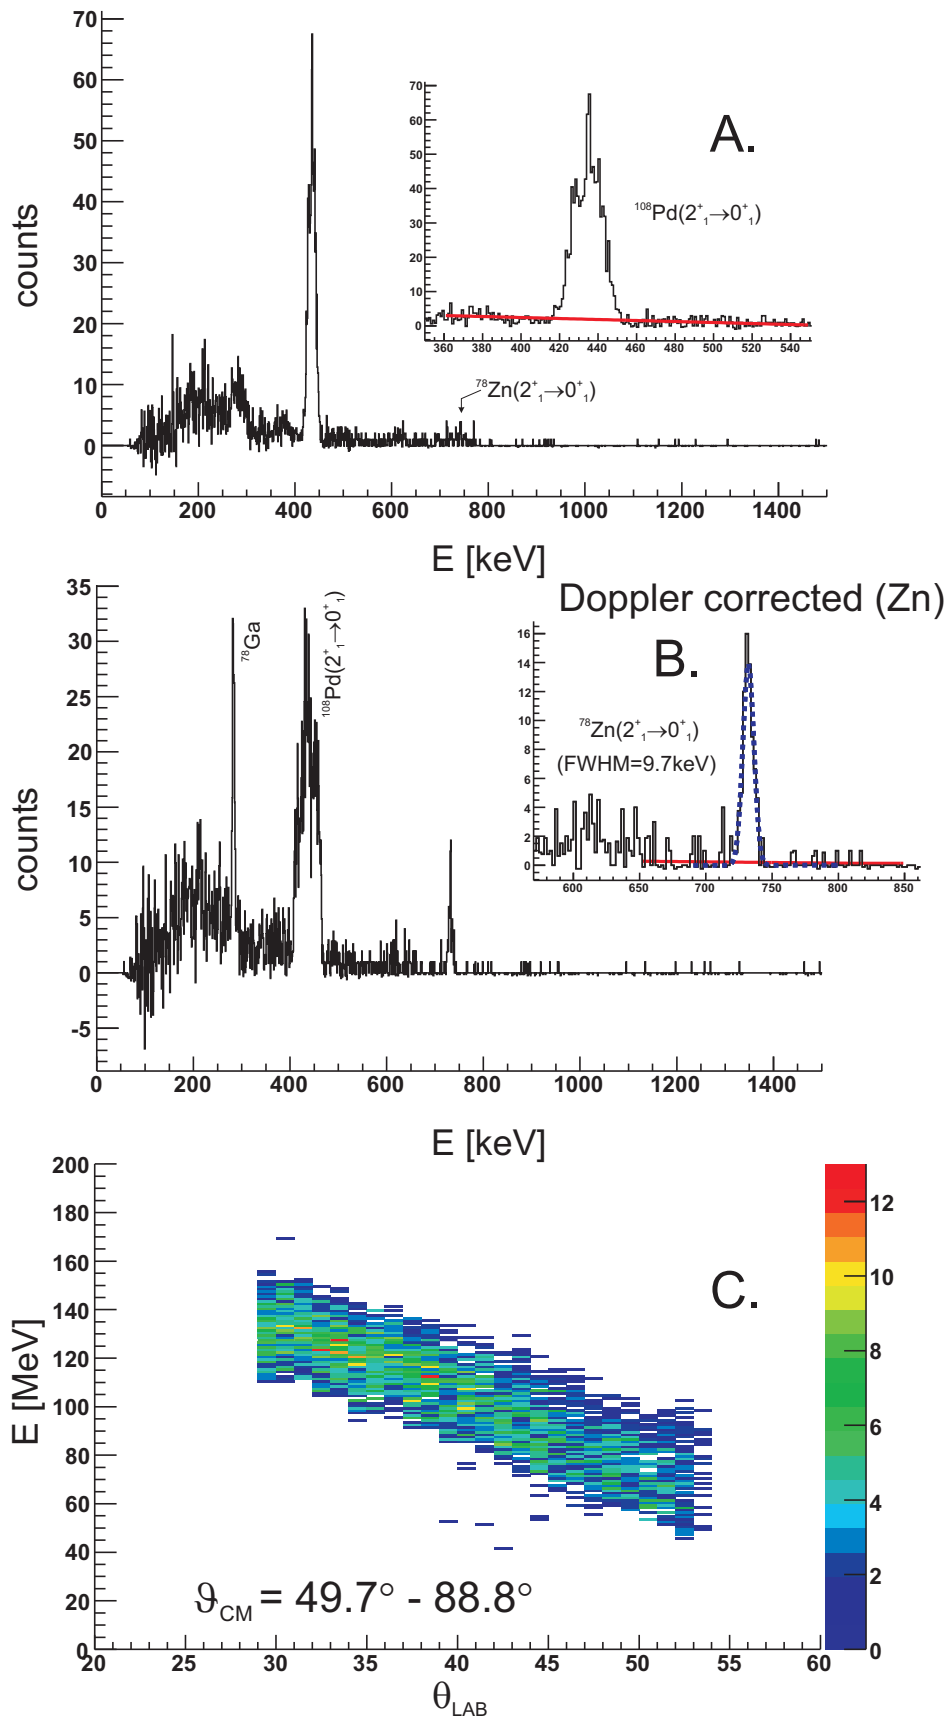 70
60
50
40
30
20
10
0
counts
0 200 400 600 800 1000 1200 1400
E [keV]
70
60
50
40
30
20
10
0
360 380 400 420 440 460 480 500 520 540
A.
¹⁰⁸Pd(2⁺₁→0⁺₁)
⁷⁸Zn(2⁺₁→0⁺₁)
Doppler corrected (Zn)
35
30
25
20
15
10
5
0
-5
counts
0 200 400 600 800 1000 1200 1400
E [keV]
⁷⁸Ga
¹⁰⁸Pd(2⁺₁→0⁺₁)
16
14
12
10
8
6
4
2
0
600 650 700 750 800 850
B.
⁷⁸Zn(2⁺₁→0⁺₁)
(FWHM=9.7keV)
200
180
160
140
120
100
80
60
40
20
0
E [MeV]
20 25 30 35 40 45 50 55 60
θLAB
C.
ϑCM = 49.7° - 88.8°
12
10
8
6
4
2
0